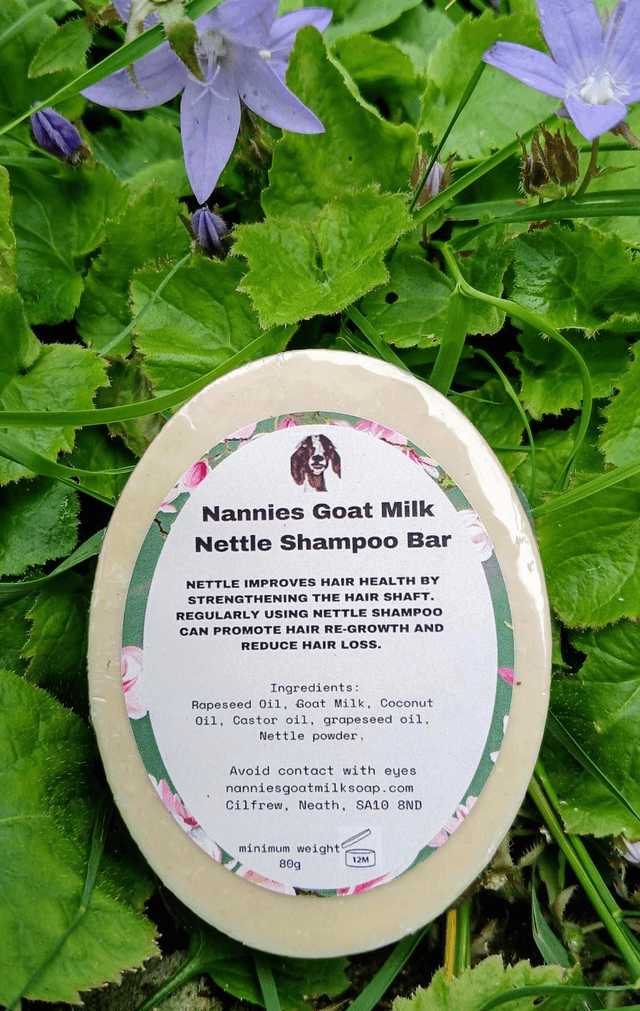 Nannies Goat Milk
Nettle Shampoo Bar
NETTLE IMPROVES HAIR HEALTH BY
STRENGTHENING THE HAIR SHAFT.
REGULARLY USING NETTLE SHAMPOO
CAN PROMOTE HAIR RE-GROWTH AND
REDUCE HAIR LOSS.
Ingredients:
Rapeseed Oil, Goat Milk, Coconut
Oil, Castor oil, grapeseed oil,
Nettle powder.
Avoid contact with eyes
nanniesgoatmilksoap.com
Cilfrew, Neath, SA10 8ND
minimum weight
80g
12M